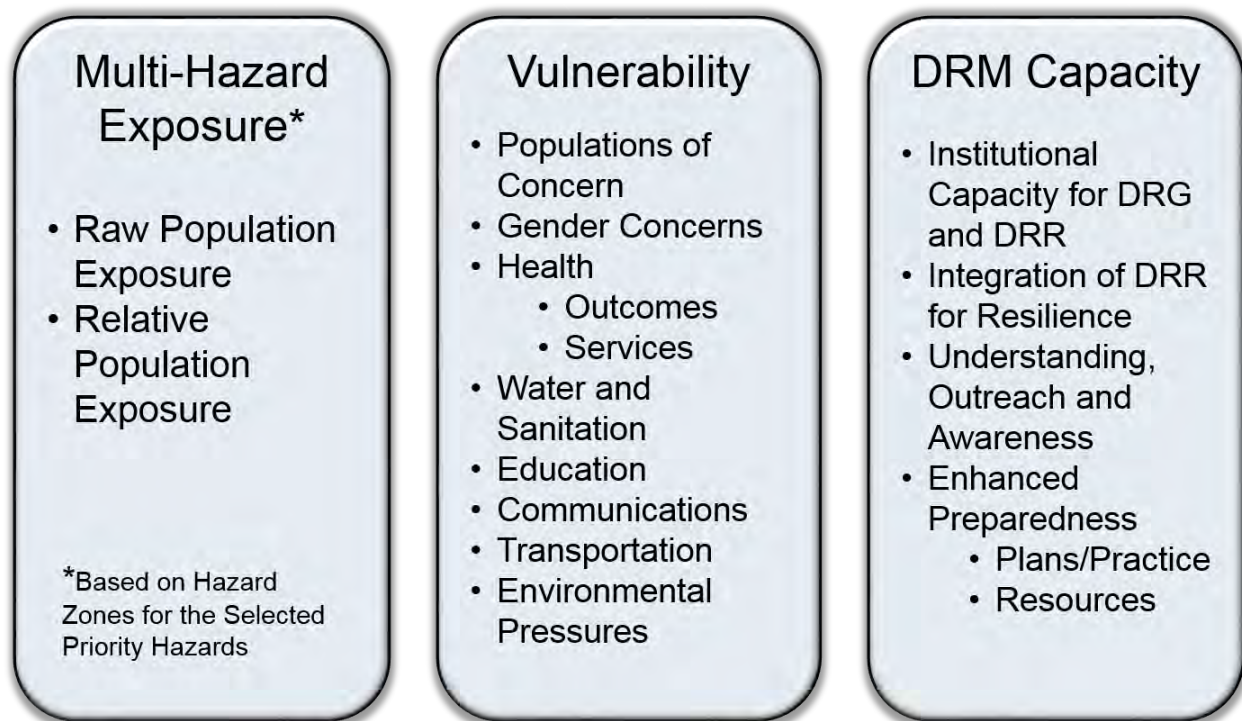 Multi-Hazard
Exposure*
• Raw Population
Exposure
• Relative
Population
Exposure
*Based on Hazard
Zones for the Selected
Priority Hazards
Vulnerability
• Populations of
Concern
• Gender Concerns
• Health
• Outcomes
• Services
• Water and
Sanitation
• Education
• Communications
• Transportation
• Environmental
Pressures
DRM Capacity
• Institutional
Capacity for DRG
and DRR
• Integration of DRR
for Resilience
• Understanding,
Outreach and
Awareness
• Enhanced
Preparedness
• Plans/Practice
• Resources